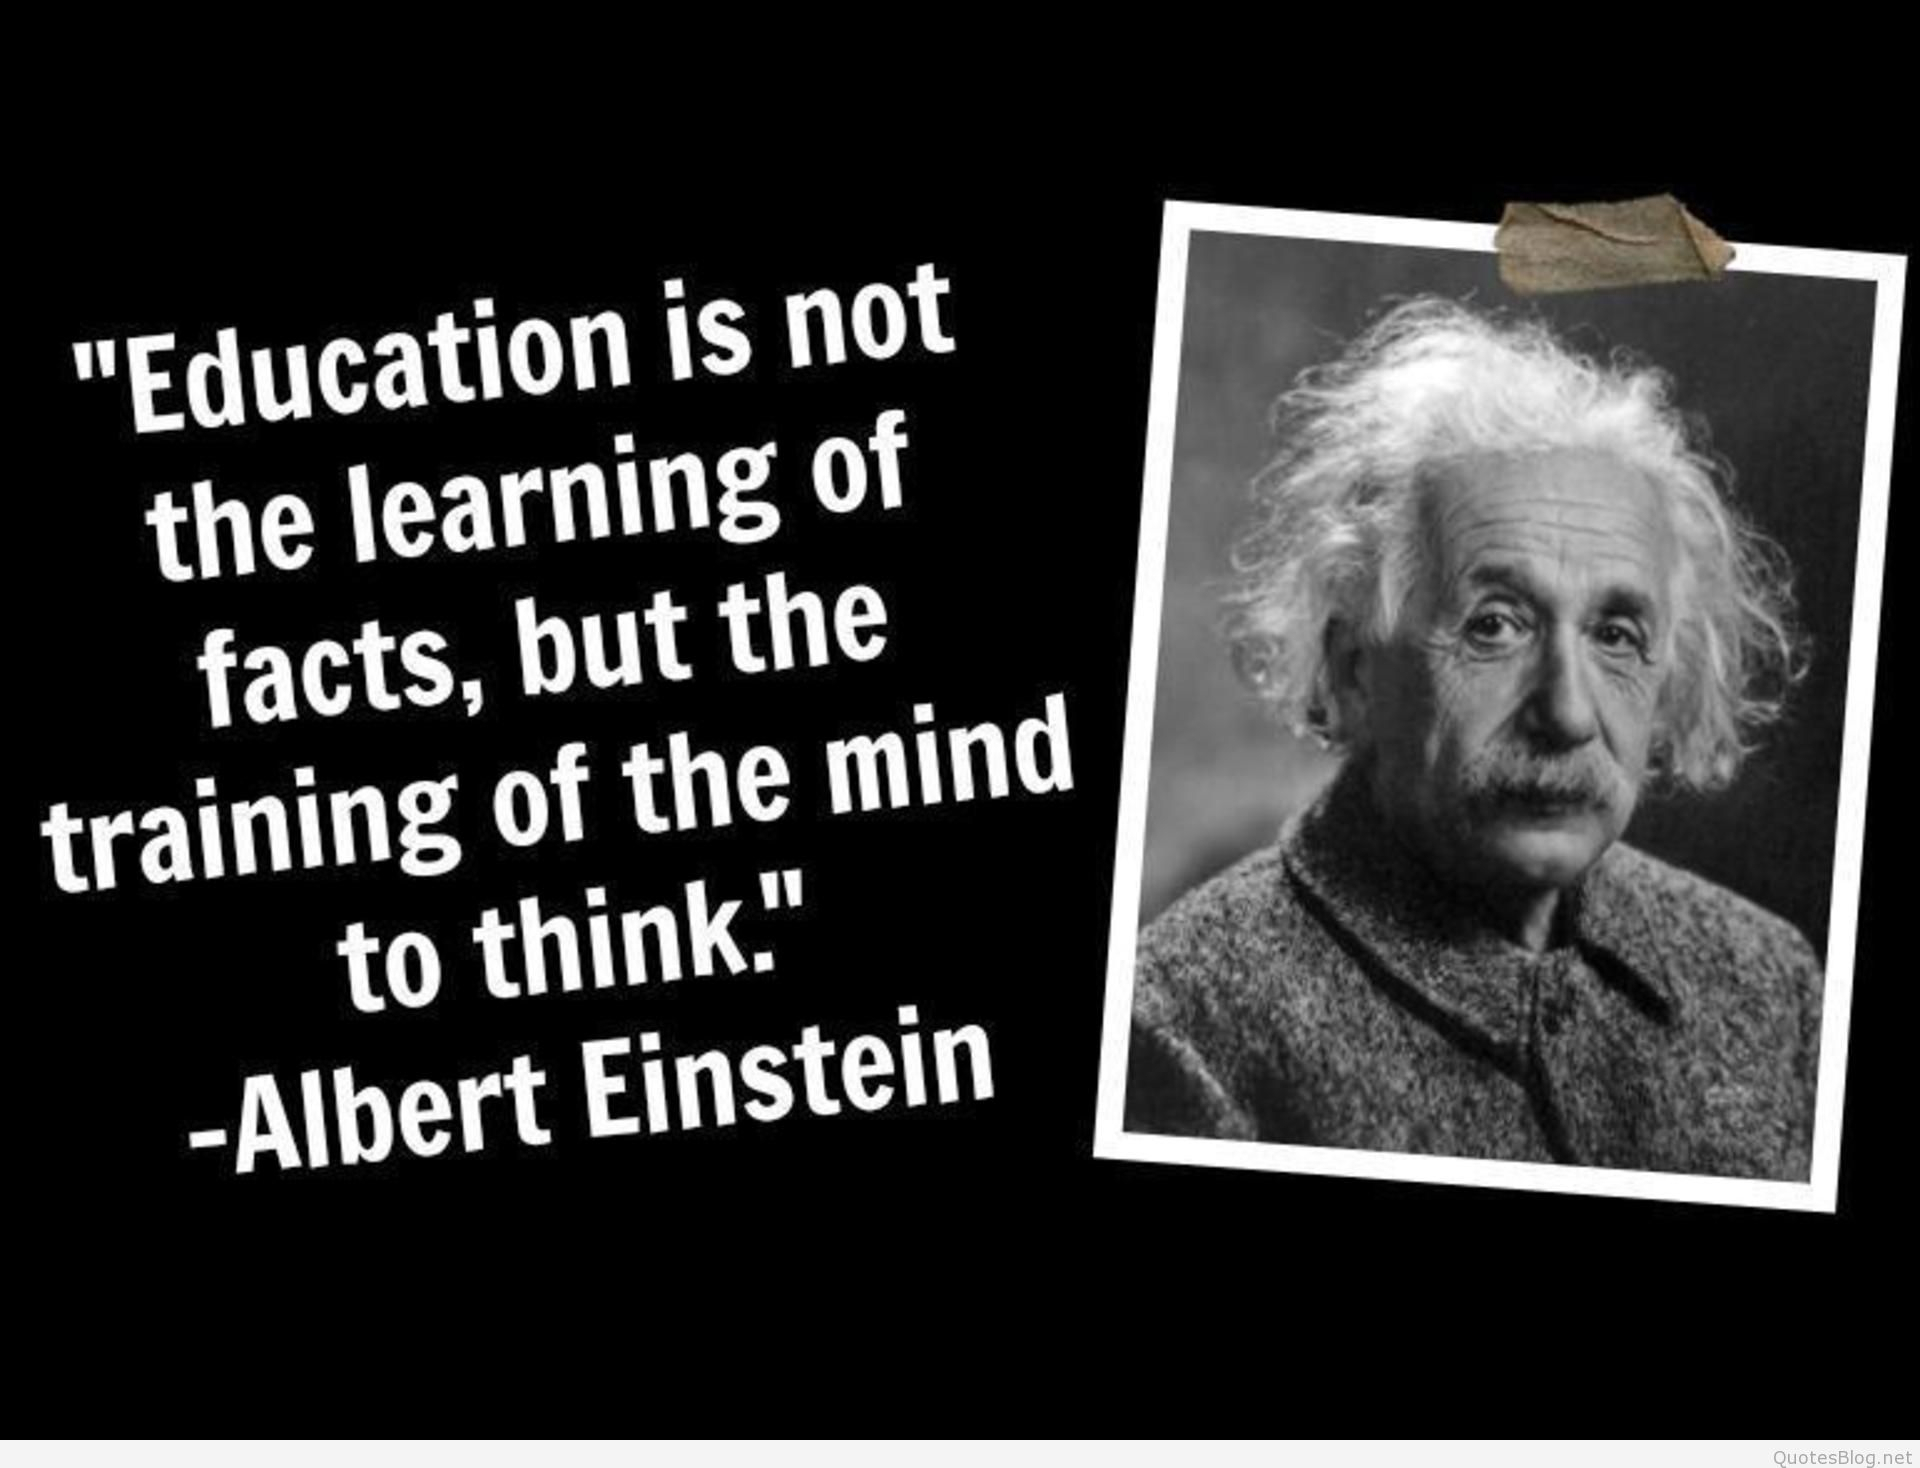 "Education is not
the learning of
facts, but the
training of the mind
to think."
-Albert Einstein
QuotesBlog.net